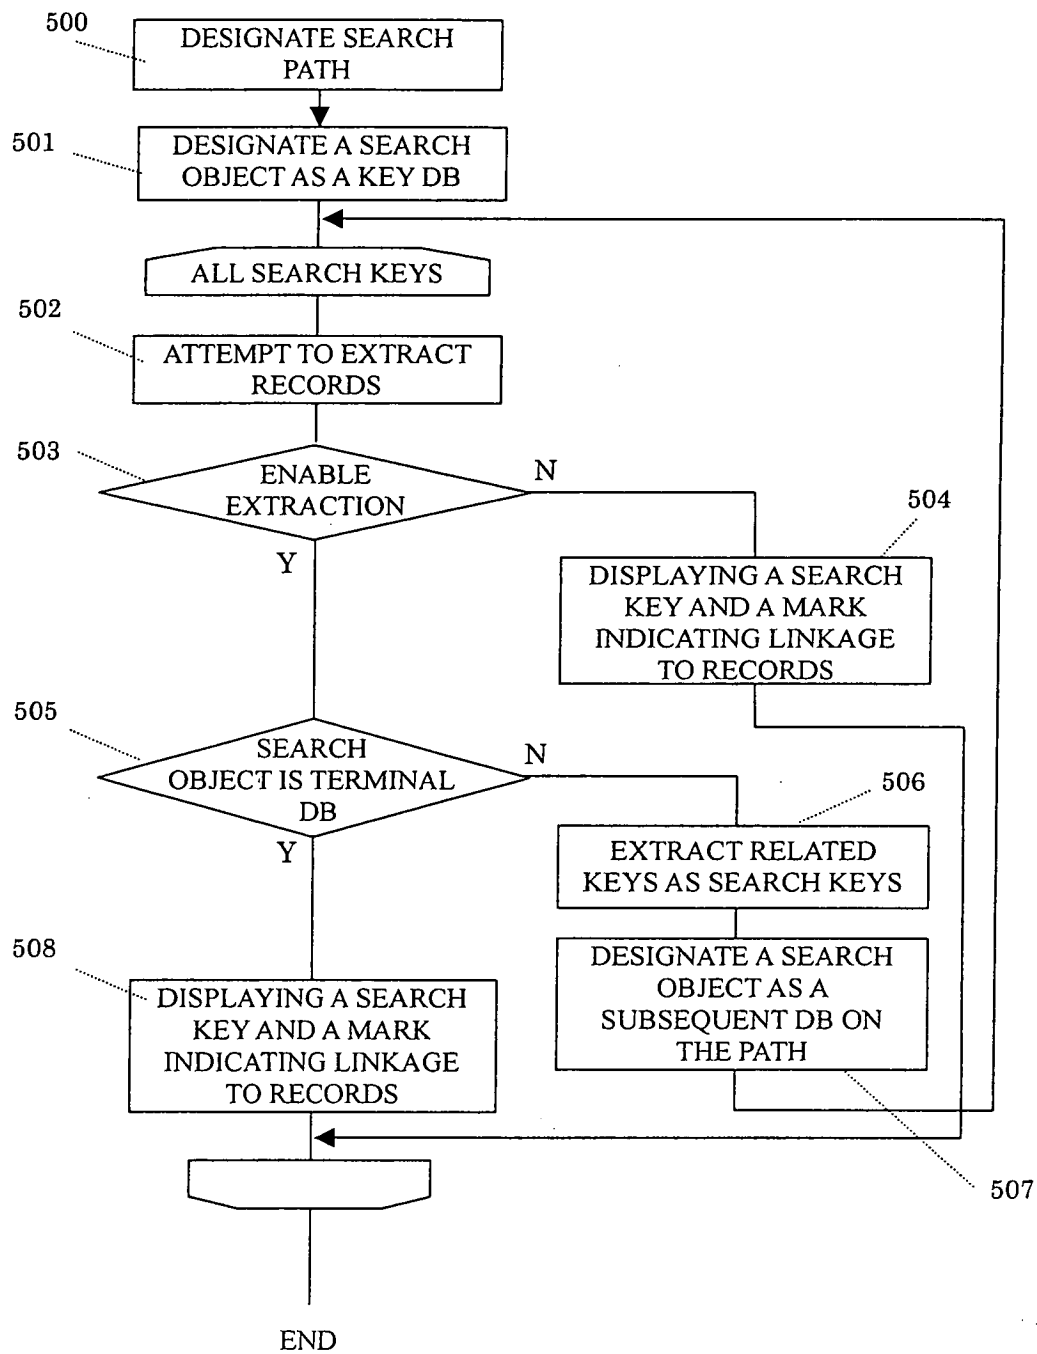 500
DESIGNATE SEARCH
PATH
501
DESIGNATE A SEARCH
OBJECT AS A KEY DB
ALL SEARCH KEYS
502
ATTEMPT TO EXTRACT
RECORDS
503
ENABLE
EXTRACTION
N
Y
504
DISPLAYING A SEARCH
KEY AND A MARK
INDICATING LINKAGE
TO RECORDS
505
SEARCH
OBJECT IS TERMINAL
DB
N
Y
506
EXTRACT RELATED
KEYS AS SEARCH KEYS
DESIGNATE A SEARCH
OBJECT AS A
SUBSEQUENT DB ON
THE PATH
507
508
DISPLAYING A SEARCH
KEY AND A MARK
INDICATING LINKAGE
TO RECORDS
END